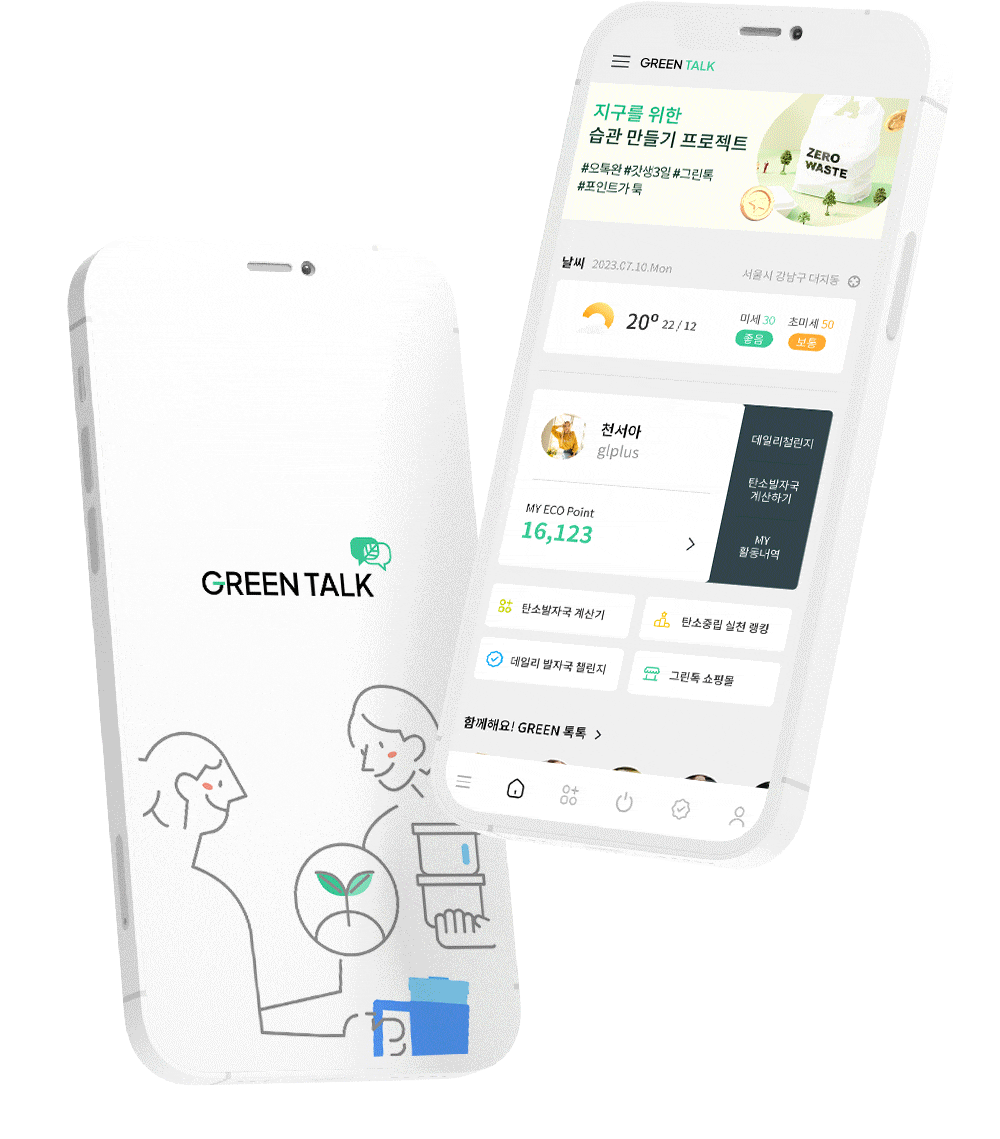 GREEN TALK
GREEN TALK
지구를 위한
습관 만들기 프로젝트
#오톡완 #갓생3일 #그린톡
#포인트가 톡
ZERO
WASTE
날씨 2023.07.10.Mon
서울시 강남구 대치동
20º 22 / 12
미세 30 초미세 50
좋음 보통
천서아
glplus
MY ECO Point
16,123
데일리철린지
탄소발자국
계산하기
MY
활동내역
탄소발자국 계산기
탄소중립 실천 랭킹
데일리 발자국 챌린지
그린톡 쇼핑몰
함께해요! GREEN 톡톡